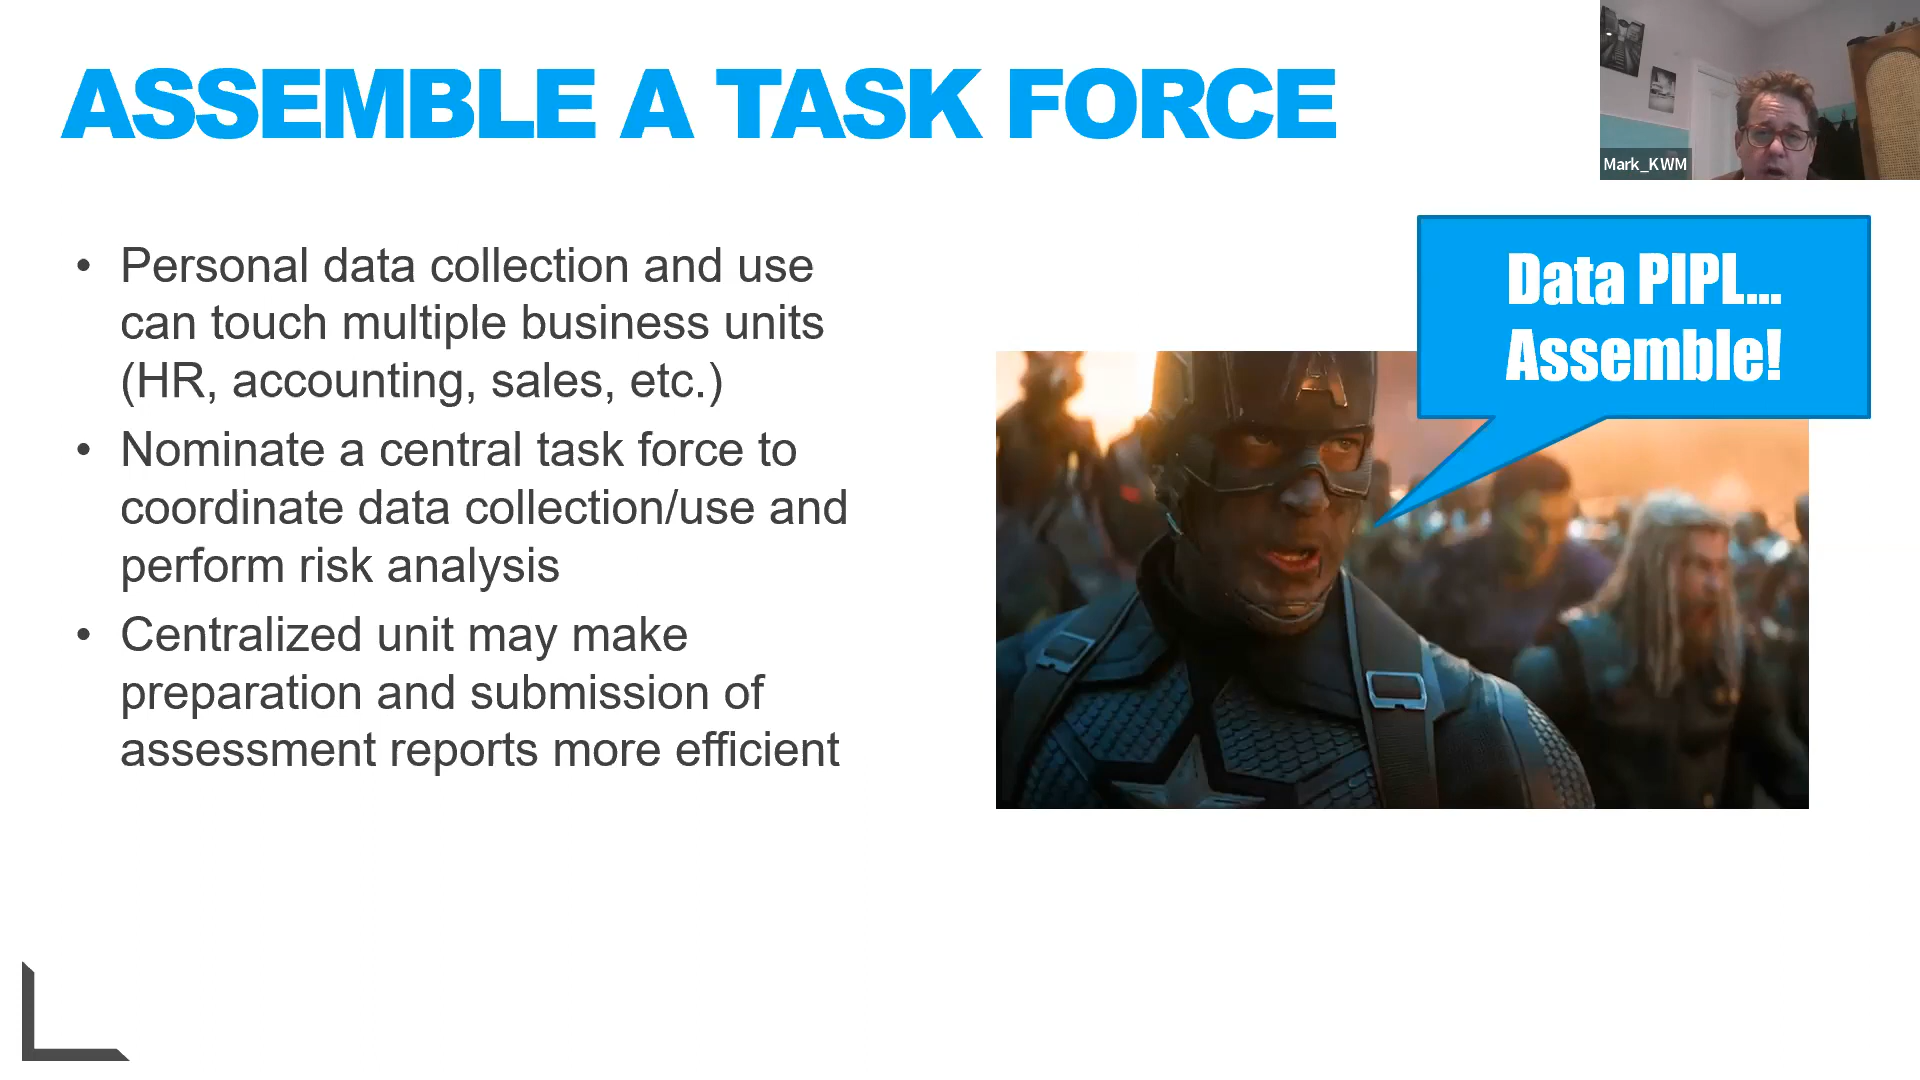 ASSEMBLE A TASK FORCE
Mark_KWM
• Personal data collection and use
can touch multiple business units
(HR, accounting, sales, etc.)
• Nominate a central task force to
coordinate data collection/use and
perform risk analysis
• Centralized unit may make
preparation and submission of
assessment reports more efficient
Data PIPL...
Assemble!
A